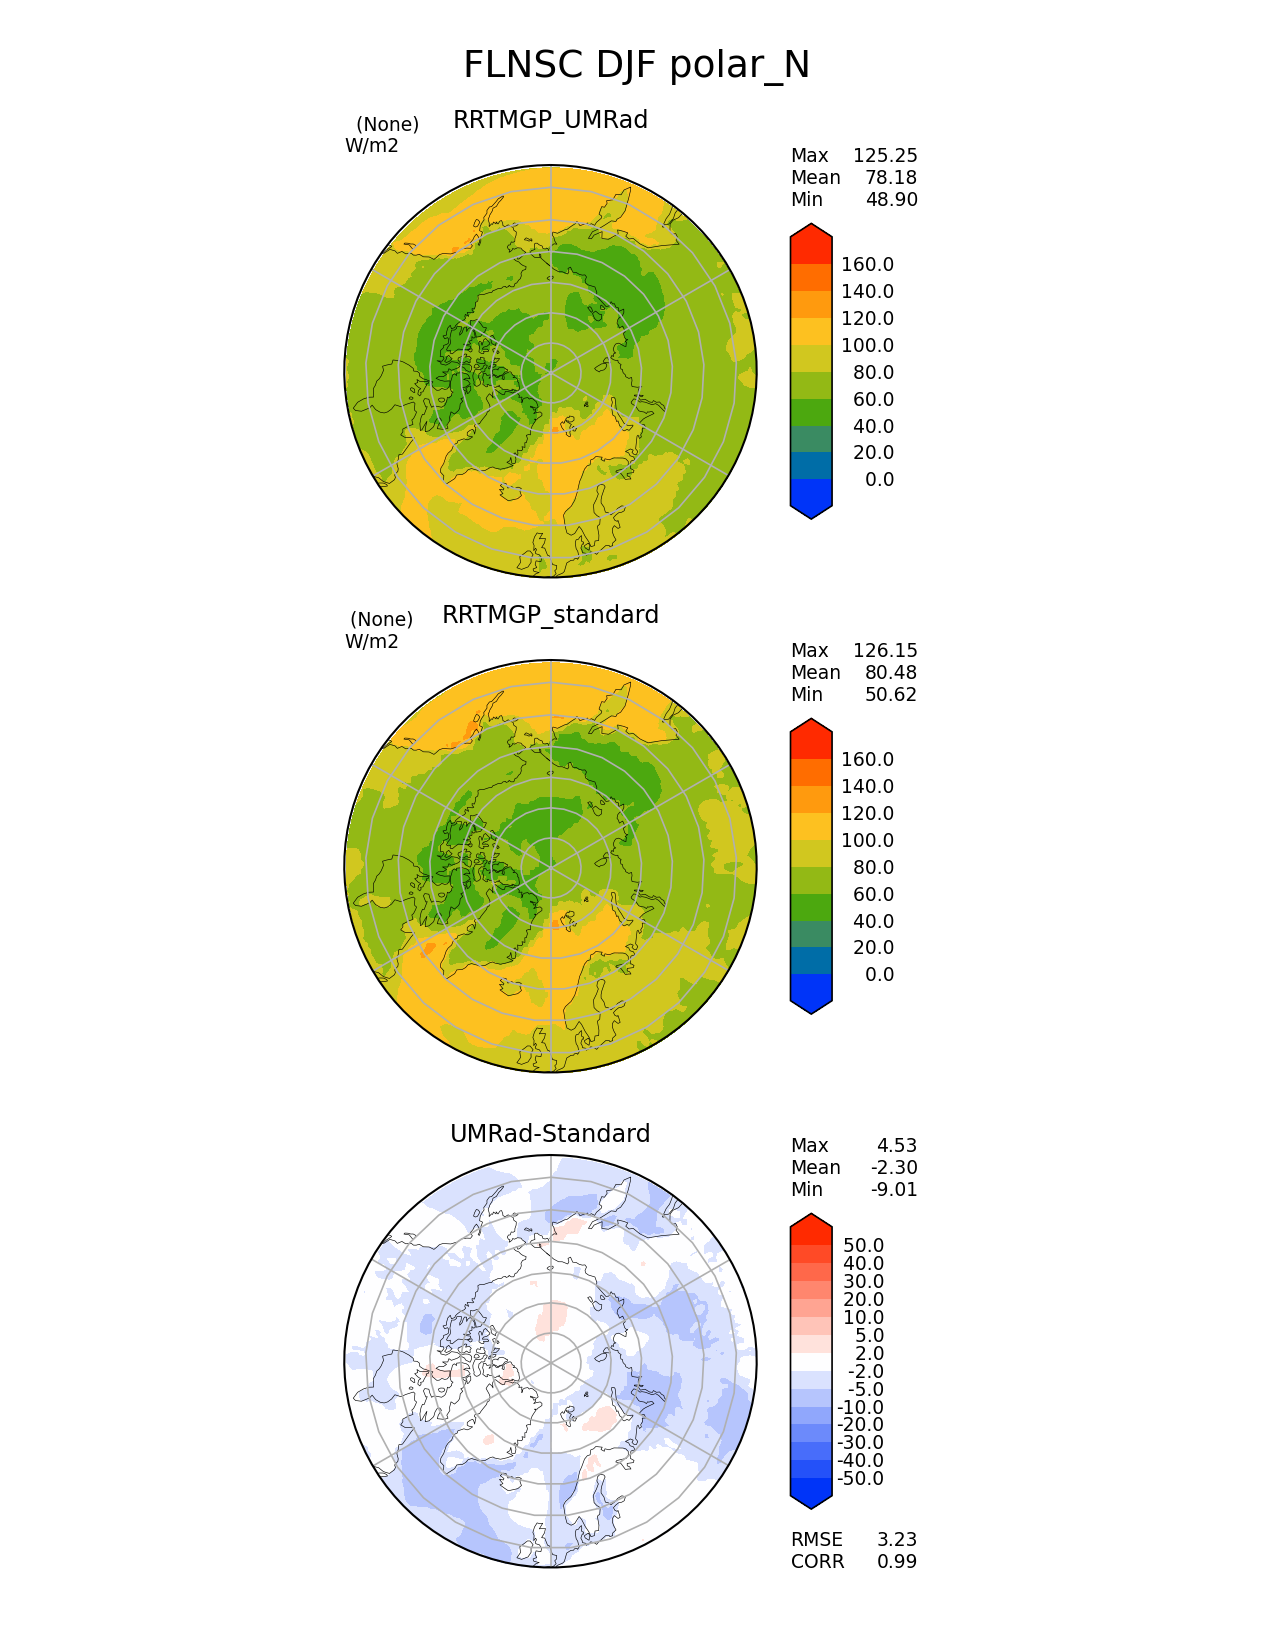 FLNSC DJF polar_N
(None)
RRTMGP_UMRad
W/m2
Max 125.25
Mean 78.18
Min 48.90
160.0
140.0
120.0
100.0
80.0
60.0
40.0
20.0
0.0
(None)
RRTMGP_standard
W/m2
Max 126.15
Mean 80.48
Min 50.62
160.0
140.0
120.0
100.0
80.0
60.0
40.0
20.0
0.0
UMRad-Standard
Max 4.53
Mean -2.30
Min -9.01
50.0
40.0
30.0
20.0
10.0
5.0
2.0
-2.0
-5.0
-10.0
-20.0
-30.0
-40.0
-50.0
RMSE 3.23
CORR 0.99